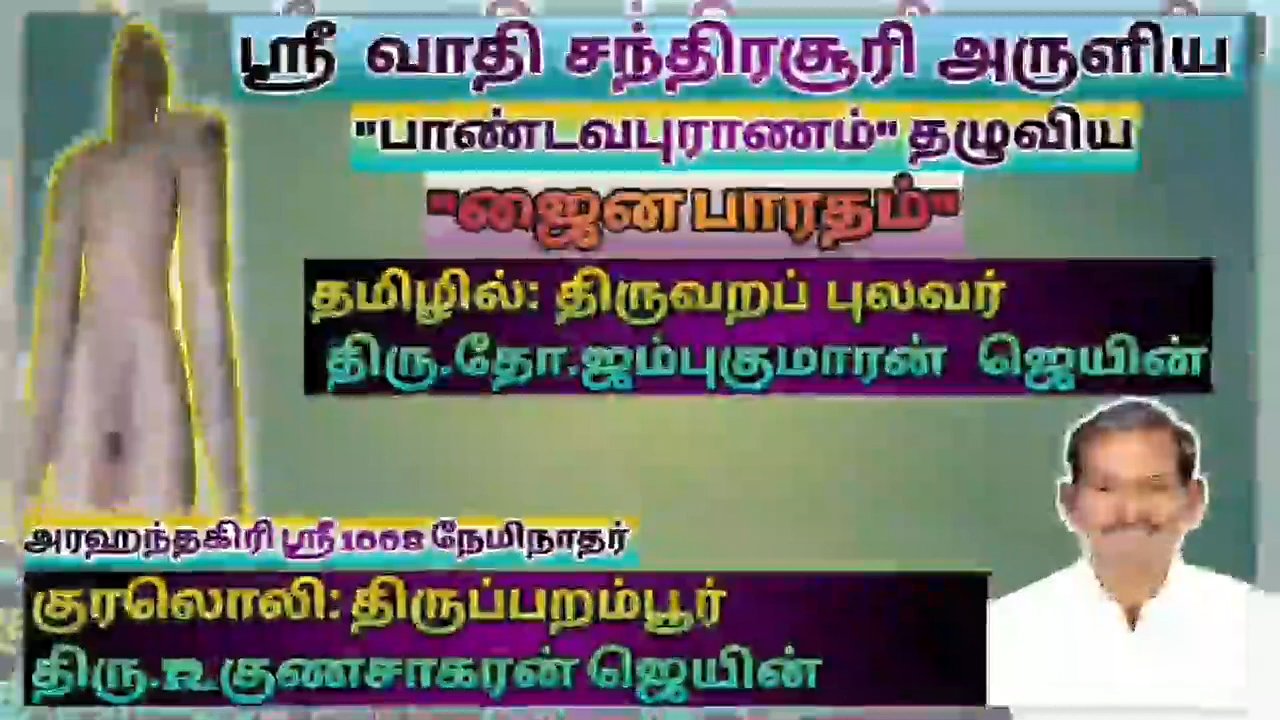 ஸ்ரீ வாதி சந்திரசூரி அருளிய
"பாண்டவபுராணம்" தழுவிய
"ஜைன பாரதம்"
தமிழில்: திருவறப் புலவர்
திரு.தோ.ஜம்புகுமாரன் ஜெயின்
அரஹந்தகிரி ஸ்ரீ 1008 நேமிநாதர்
குரலொலி: திருப்பறம்பூர்
திரு.R.குணசாகரன் ஜெயின்